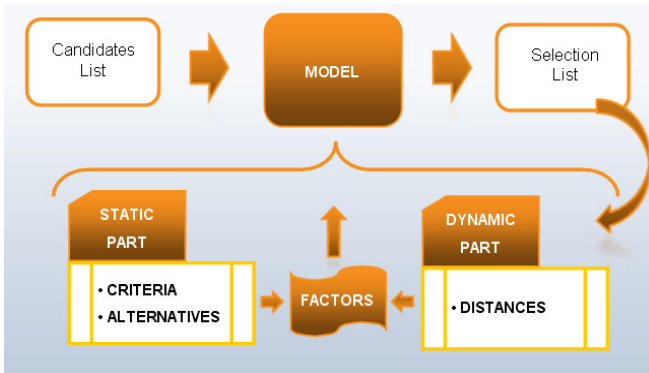 Candidates
List
MODEL
Selection
List
STATIC
PART
• CRITERIA
• ALTERNATIVES
FACTORS
DYNAMIC
PART
• DISTANCES